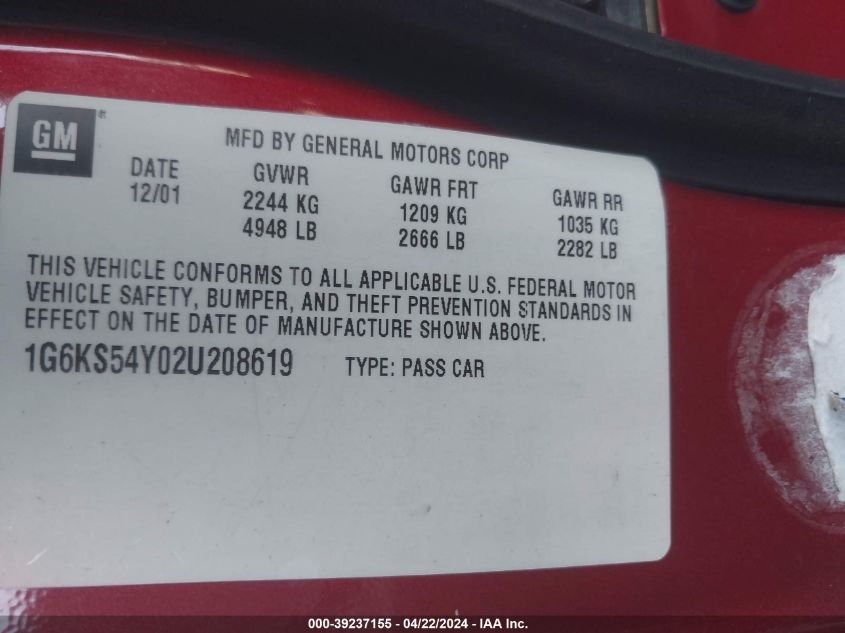 GM®
MFD BY GENERAL MOTORS CORP
DATE GVWR GAWR FRT GAWR RR
12/01 2244 KG 1209 KG 1035 KG
4948 LB 2666 LB 2282 LB
THIS VEHICLE CONFORMS TO ALL APPLICABLE U.S. FEDERAL MOTOR
VEHICLE SAFETY, BUMPER, AND THEFT PREVENTION STANDARDS IN
EFFECT ON THE DATE OF MANUFACTURE SHOWN ABOVE.
1G6KS54Y02U208619 TYPE: PASS CAR
000-39237155 - 04/22/2024 - IAA Inc.